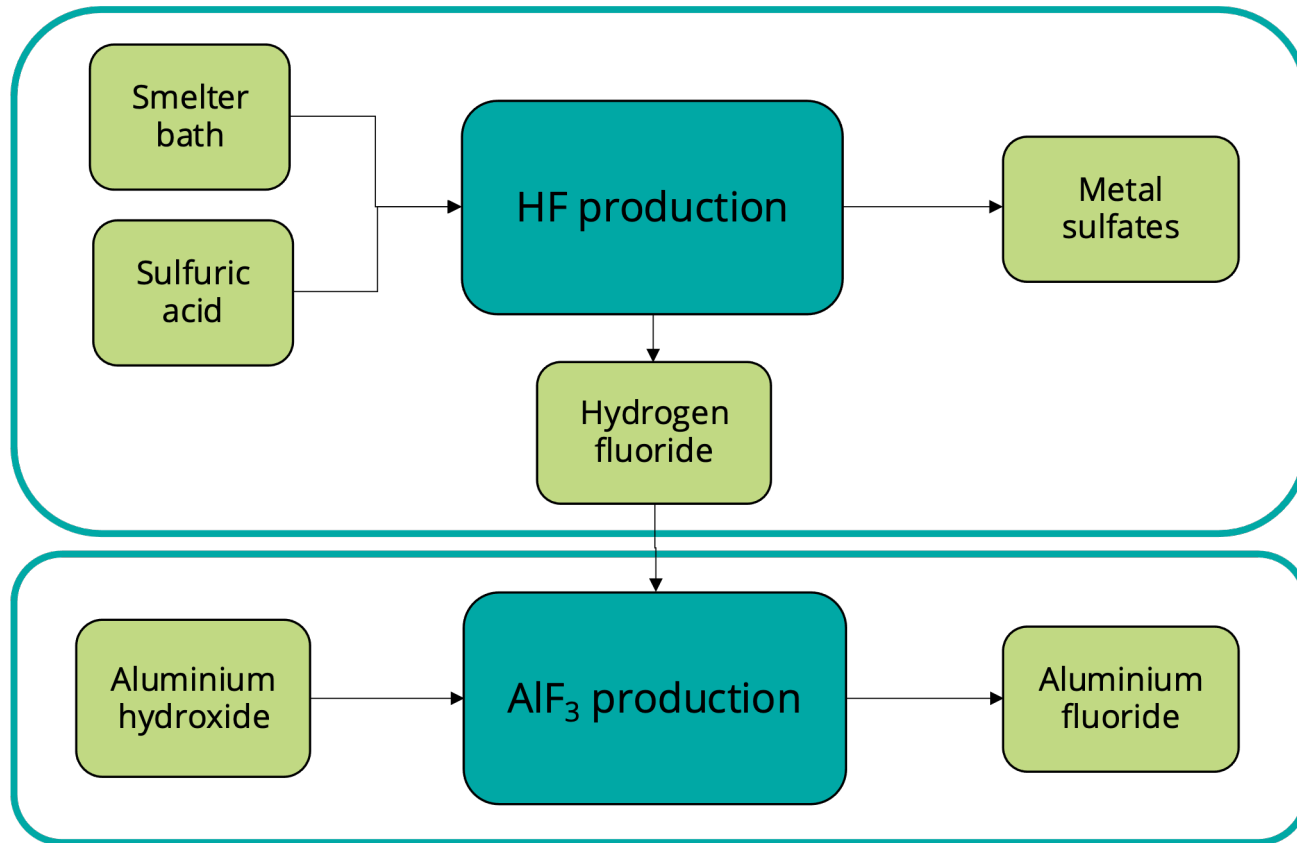 Smelter
bath
Sulfuric
acid
HF production
Metal
sulfates
Hydrogen
fluoride
Aluminium
hydroxide
AlF₃ production
Aluminium
fluoride